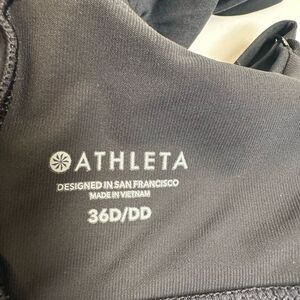 ATHLETA
DESIGNED IN SAN FRANCISCO
MADE IN VIETNAM
36D/DD